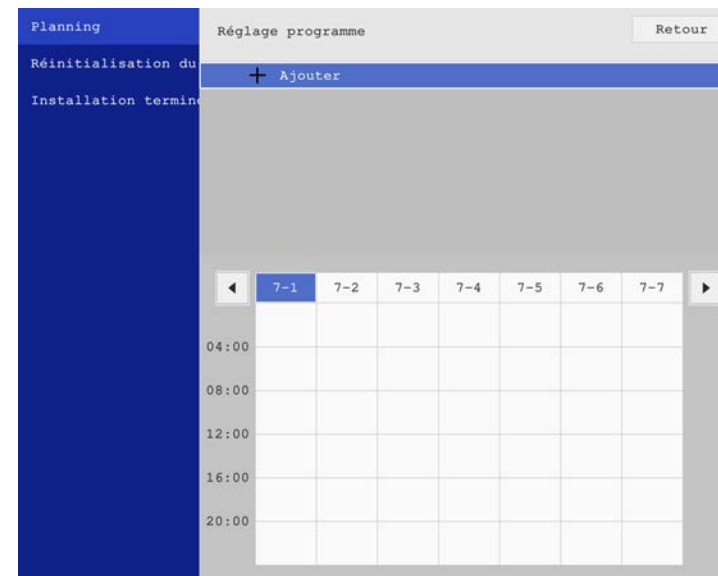 Planning
Réglage programme
Retour
Réinitialisation du
Ajouter
Installation termin
7-1 7-2 7-3 7-4 7-5 7-6 7-7
04:00
08:00
12:00
16:00
20:00